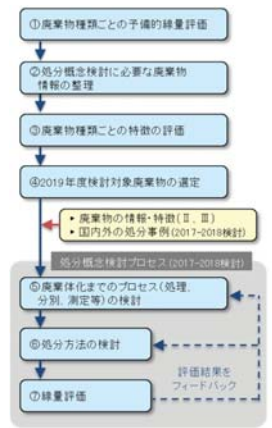 ①廃棄物種類ごとの予備的線量評価
②処分概念検討に必要な廃棄物
情報の整理
③廃棄物種類ごとの特徴の評価
④2019年度検討対象廃棄物の選定
▸ 廃棄物の情報・特徴(Ⅱ、Ⅲ)
▸ 国内外の処分事例(2017-2018検討)
処分概念検討プロセス(2017-2018検討)
⑤廃棄体化までのプロセス(処理、
分別、測定等)の検討
⑥処分方法の検討
評価結果を
フィードバック
⑦線量評価